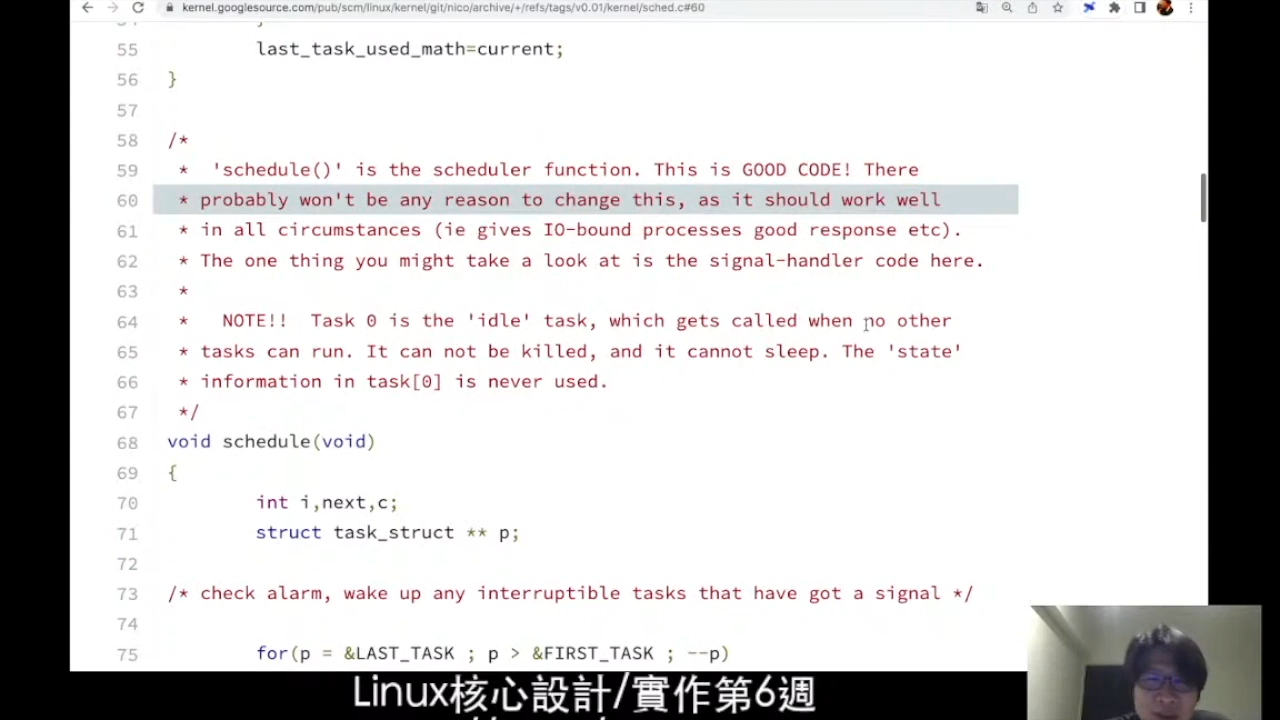 kernel.googlesource.com/pub/scm/linux/kernel/git/nico/archive/+/refs/tags/v0.01/kernel/sched.c#60
55 last_task_used_math=current;
56 }
57
58 /*
59 * 'schedule()' is the scheduler function. This is GOOD CODE! There
60 * probably won't be any reason to change this, as it should work well
61 * in all circumstances (ie gives IO-bound processes good response etc).
62 * The one thing you might take a look at is the signal-handler code here.
63 *
64 * NOTE!! Task 0 is the 'idle' task, which gets called when no other
65 * tasks can run. It can not be killed, and it cannot sleep. The 'state'
66 * information in task[0] is never used.
67 */
68 void schedule(void)
69 {
70 int i,next,c;
71 struct task_struct ** p;
72
73 /* check alarm, wake up any interruptible tasks that have got a signal */
74
75 for(p = &LAST_TASK ; p > &FIRST_TASK ; --p)
Linux核心設計/實作第6週